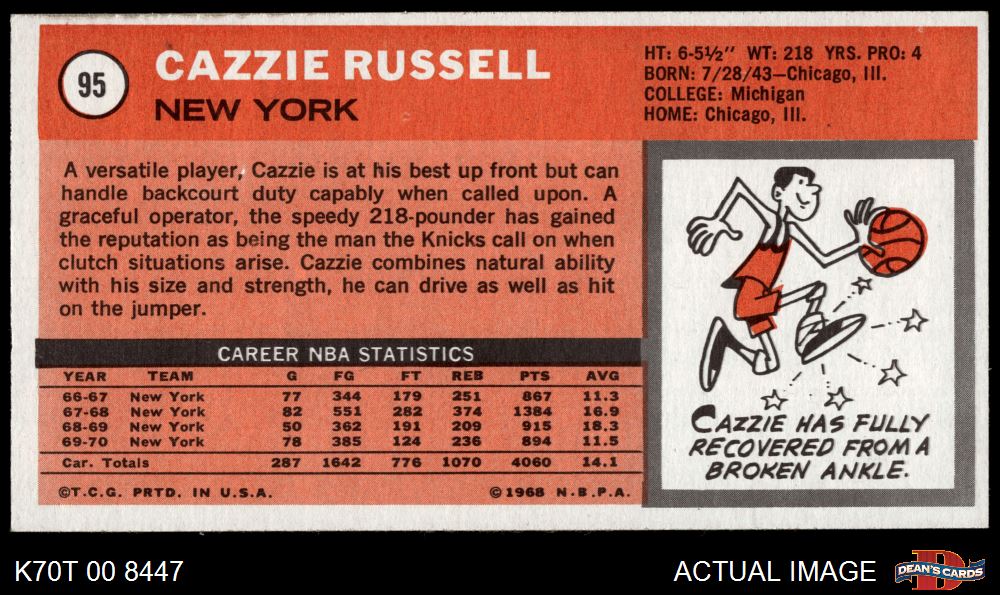 95
CAZZIE RUSSELL
NEW YORK
HT: 6-5½" WT: 218 YRS. PRO: 4
BORN: 7/28/43—Chicago, Ill.
COLLEGE: Michigan
HOME: Chicago, Ill.
A versatile player, Cazzie is at his best up front but can
handle backcourt duty capably when called upon. A
graceful operator, the speedy 218-pounder has gained
the reputation as being the man the Knicks call on when
clutch situations arise. Cazzie combines natural ability
with his size and strength, he can drive as well as hit
on the jumper.
CAREER NBA STATISTICS
YEAR TEAM G FG FT REB PTS AVG
66-67 New York 77 344 179 251 867 11.3
67-68 New York 82 551 282 374 1384 16.9
68-69 New York 50 362 191 209 915 18.3
69-70 New York 78 385 124 236 894 11.5
Car. Totals 287 1642 776 1070 4060 14.1
©T.C.G. PRTD. IN U.S.A. ©1968 N.B.P.A.
CAZZIE HAS FULLY
RECOVERED FROM A
BROKEN ANKLE.
K70T 00 8447
ACTUAL IMAGE
DEAN'S CARDS